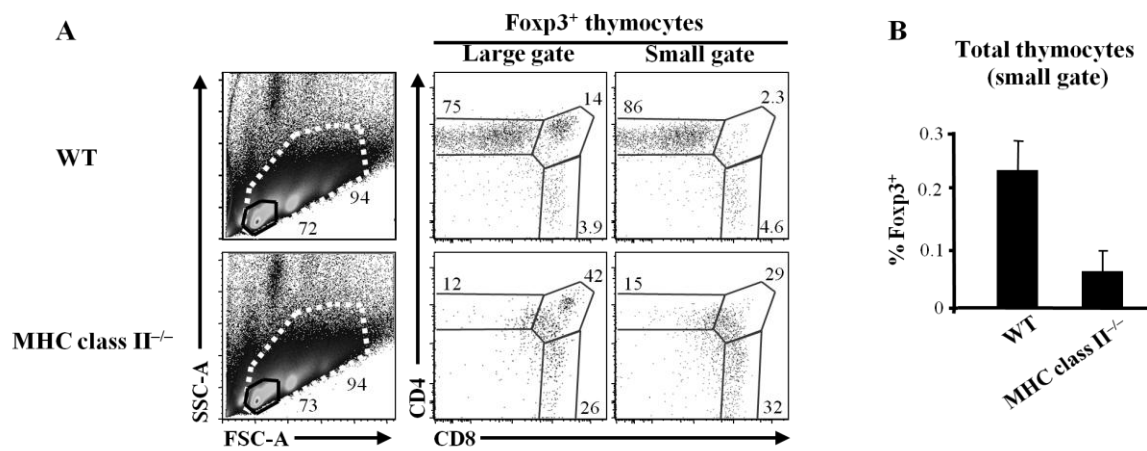 A
Foxp3⁺ thymocytes
Large gate
Small gate
WT
MHC class II⁻/⁻
SSC-A
FSC-A
94
72
94
73
CD4
CD8
75
14
3.9
86
2.3
4.6
12
42
26
15
29
32
B
Total thymocytes
(small gate)
% Foxp3⁺
0.3
0.2
0.1
0
WT
MHC class II⁻/⁻